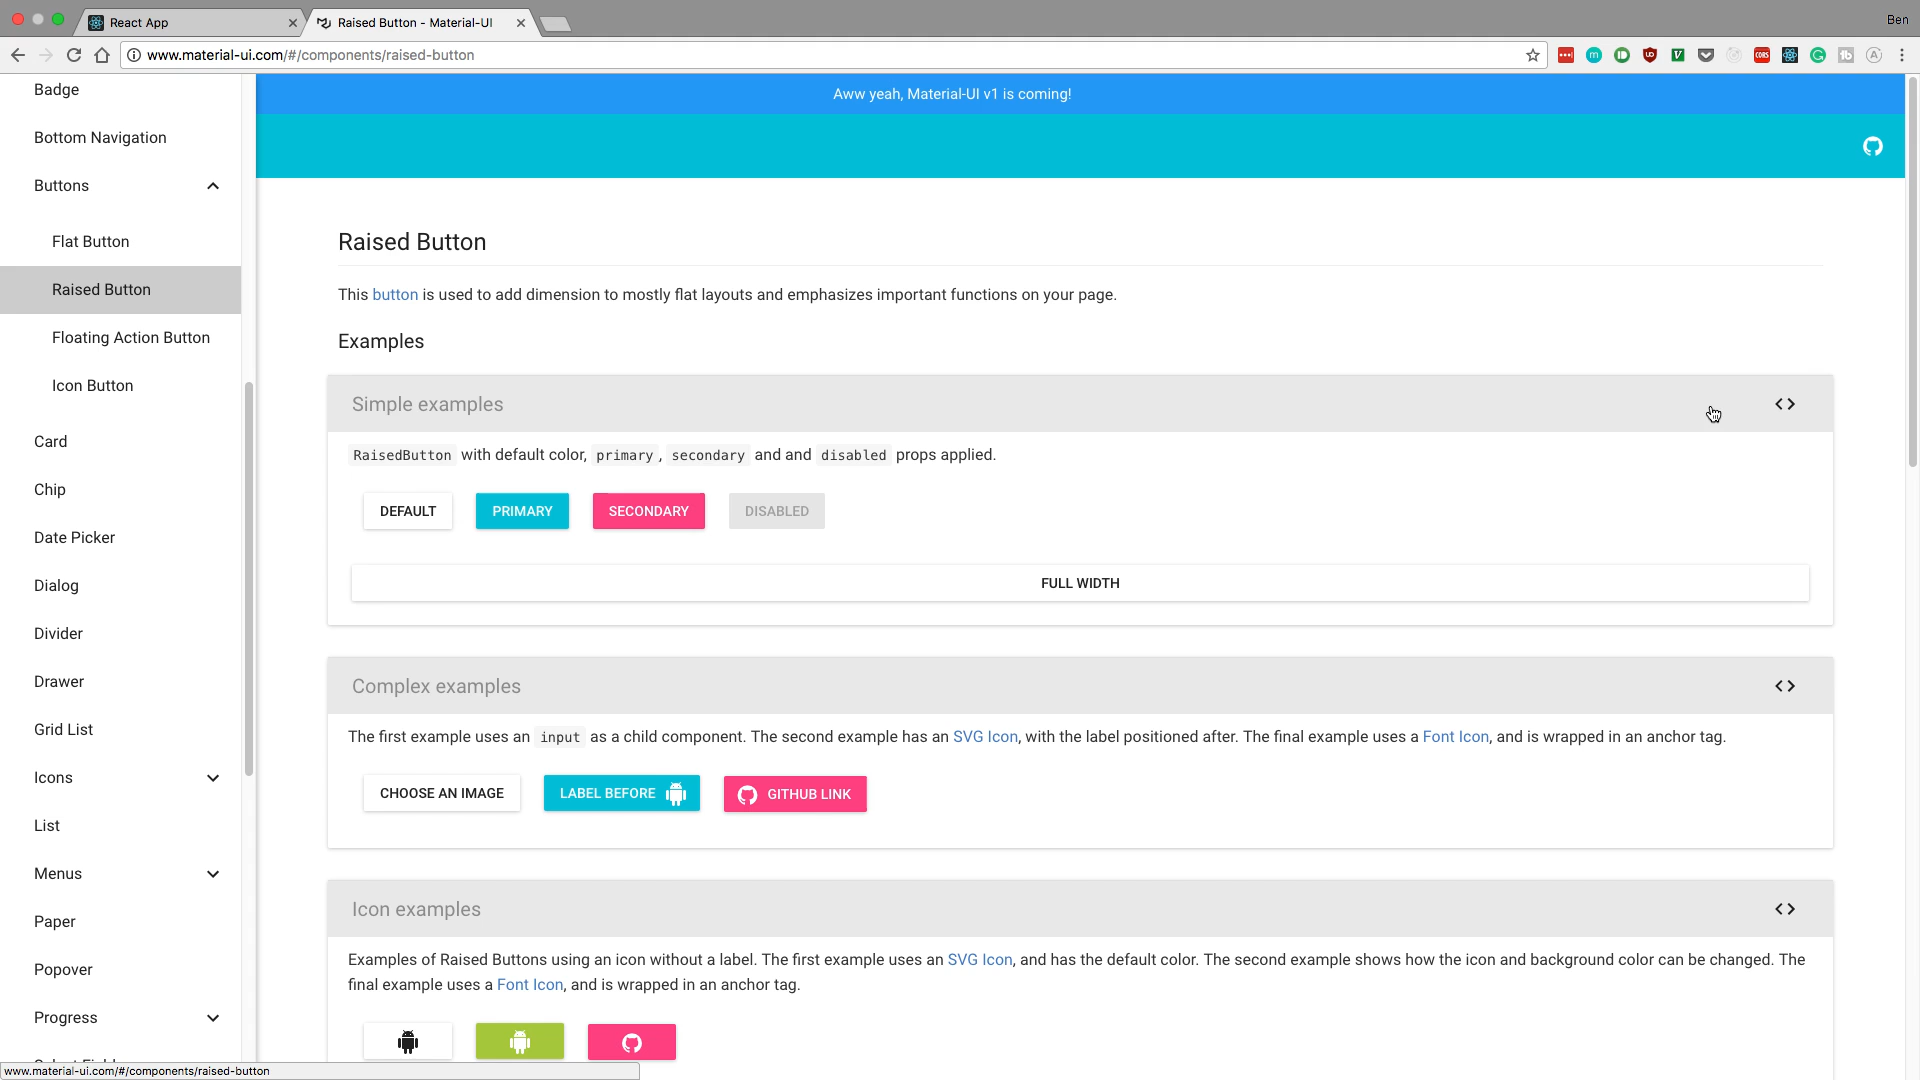 React App
Raised Button - Material-UI
Ben
www.material-ui.com/#/components/raised-button
Badge
Bottom Navigation
Buttons
Flat Button
Raised Button
Floating Action Button
Icon Button
Card
Chip
Date Picker
Dialog
Divider
Drawer
Grid List
Icons
List
Menus
Paper
Popover
Progress
www.material-ui.com/#/components/raised-button
Aww yeah, Material-UI v1 is coming!
Raised Button
This button is used to add dimension to mostly flat layouts and emphasizes important functions on your page.
Examples
Simple examples
RaisedButton with default color, primary, secondary and and disabled props applied.
DEFAULT PRIMARY SECONDARY DISABLED
FULL WIDTH
Complex examples
The first example uses an input as a child component. The second example has an SVG Icon, with the label positioned after. The final example uses a Font Icon, and is wrapped in an anchor tag.
CHOOSE AN IMAGE LABEL BEFORE GITHUB LINK
Icon examples
Examples of Raised Buttons using an icon without a label. The first example uses an SVG Icon, and has the default color. The second example shows how the icon and background color can be changed. The
final example uses a Font Icon, and is wrapped in an anchor tag.